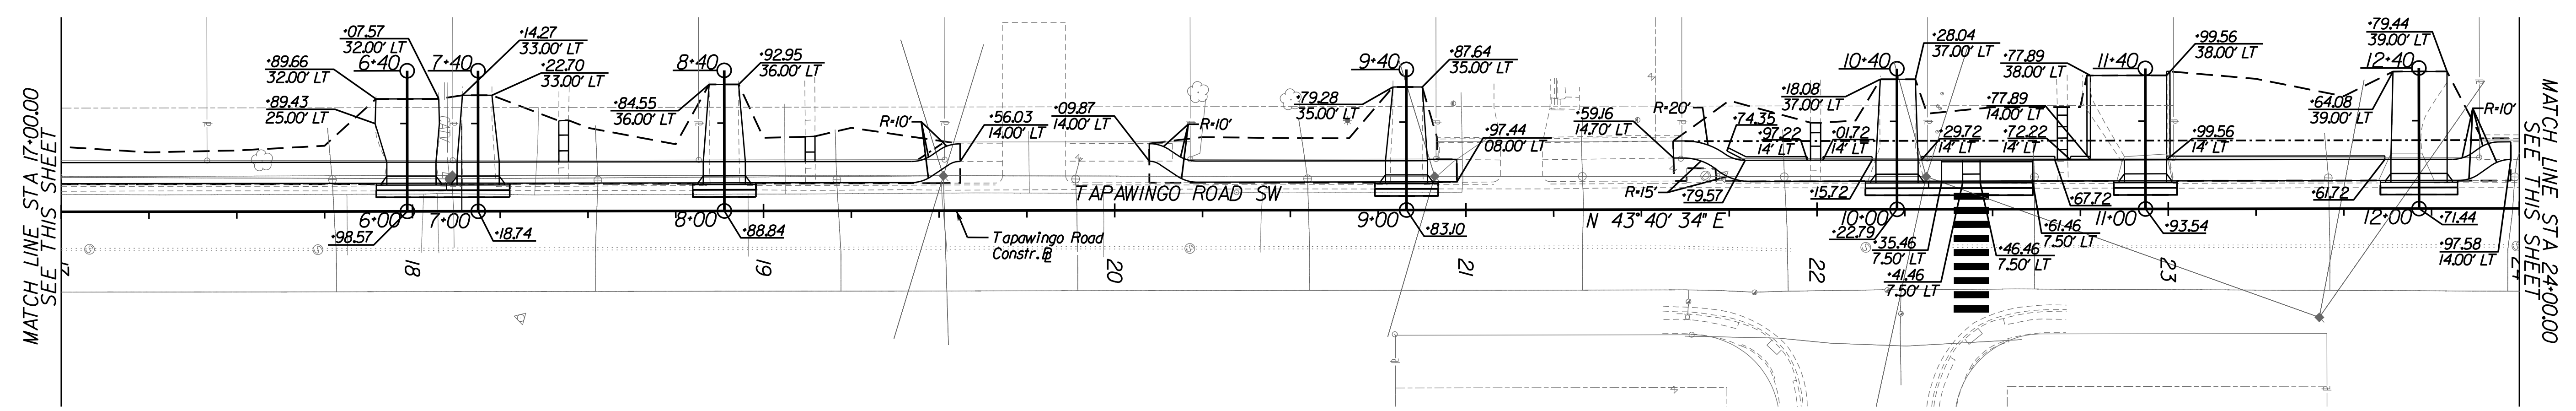 MATCH LINE STA 17+00.00
SEE THIS SHEET
+89.66
32.00' LT
+89.43
25.00' LT
+07.57
32.00' LT
6+40
7+40
+14.27
33.00' LT
+22.70
33.00' LT
+84.55
36.00' LT
8+40
+92.95
36.00' LT
R=10'
+56.03
14.00' LT
+09.87
14.00' LT
R=10'
+79.28
35.00' LT
9+40
+87.64
35.00' LT
+97.44
08.00' LT
+59.16
14.70' LT
R=20'
R=15'
+74.35
+79.57
+97.22
14' LT
+18.08
37.00' LT
+01.72
14' LT
+15.72
10+40
+28.04
37.00' LT
+29.72
14' LT
+77.89
38.00' LT
+77.89
14.00' LT
+72.22
14' LT
11+40
+99.56
38.00' LT
+99.56
14.00' LT
+67.72
+61.72
+64.08
39.00' LT
+79.44
39.00' LT
12+40
R=10'
TAPAWINGO ROAD SW
N 43°40' 34" E
6+00
7+00
8+00
9+00
10+00
11+00
12+00
+98.57
+18.74
+88.84
+83.10
+22.79
+35.46
7.50' LT
+41.46
7.50' LT
+46.46
7.50' LT
+61.46
7.50' LT
+93.54
+71.44
+97.58
14.00' LT
Tapawingo Road
Constr. ℄
17
18
19
20
21
22
23
MATCH LINE STA 24+00.00
SEE THIS SHEET